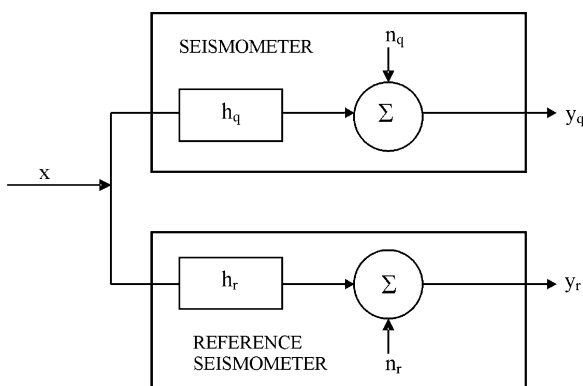 SEISMOMETER
n_q
h_q
Σ
y_q
x
h_r
Σ
y_r
REFERENCE
SEISMOMETER
n_r